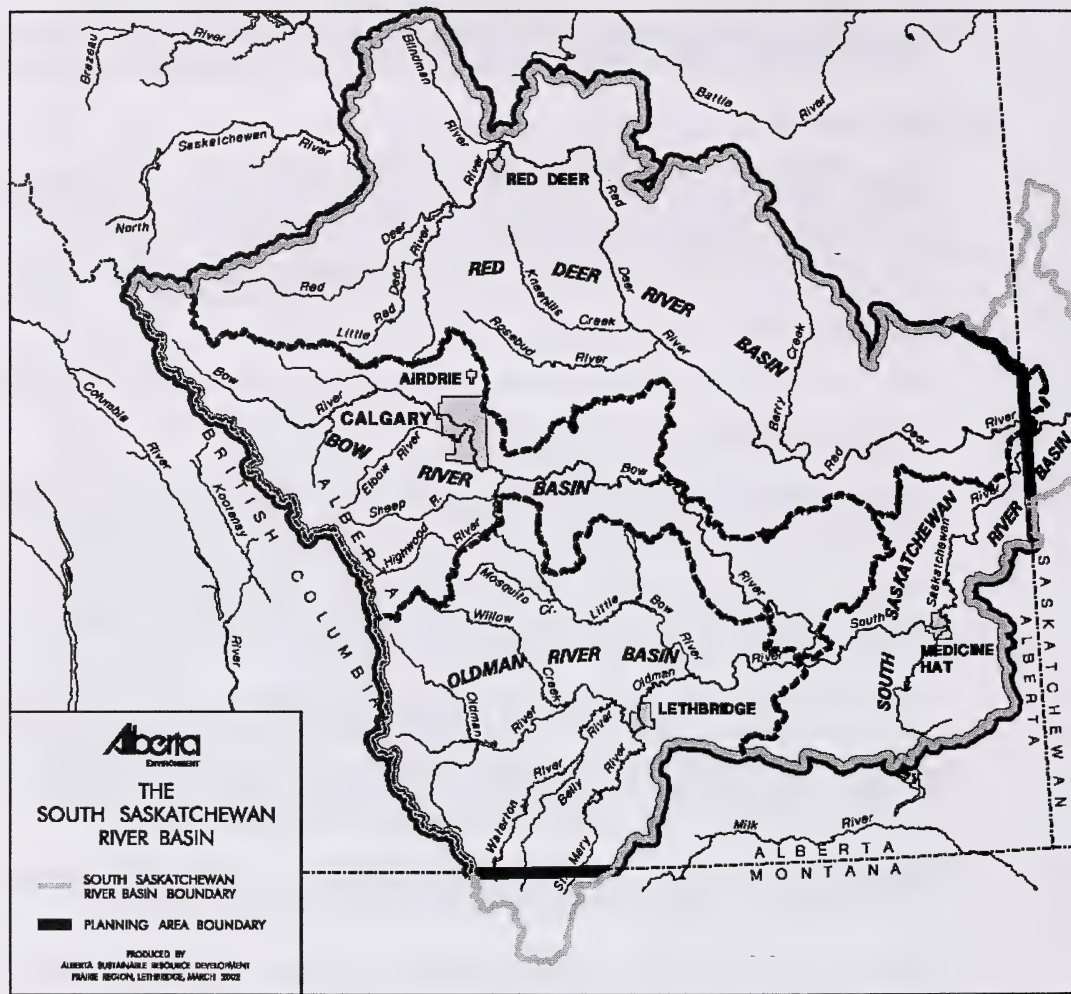 Brazeau River
Blindman River
Battle River
North Saskatchewan River
RED DEER
Red Deer River
Red Deer River
Little Red Deer River
RED DEER RIVER BASIN
Kneehills Creek
Rosebud River
Berry Creek
Red Deer River
AIRDRIE
CALGARY
Bow River
BOW RIVER BASIN
Elbow River
Sheep R.
Highwood River
Bow River
Columbia River
Kootenay River
BRITISH COLUMBIA
ALBERTA
Mosquito Cr.
Little Bow River
Willow Creek
OLDMAN RIVER BASIN
Oldman River
Oldman River
LETHBRIDGE
Waterton River
Belly River
St. Mary
SOUTH SASKATCHEWAN RIVER BASIN
South Saskatchewan River
MEDICINE HAT
SASKATCHEWAN
ALBERTA
Milk River
ALBERTA
MONTANA
Alberta
ENVIRONMENT
THE
SOUTH SASKATCHEWAN
RIVER BASIN
SOUTH SASKATCHEWAN
RIVER BASIN BOUNDARY
PLANNING AREA BOUNDARY
PRODUCED BY
ALBERTA SUSTAINABLE RESOURCE DEVELOPMENT
PRAIRIE REGION, LETHBRIDGE, MARCH 2002